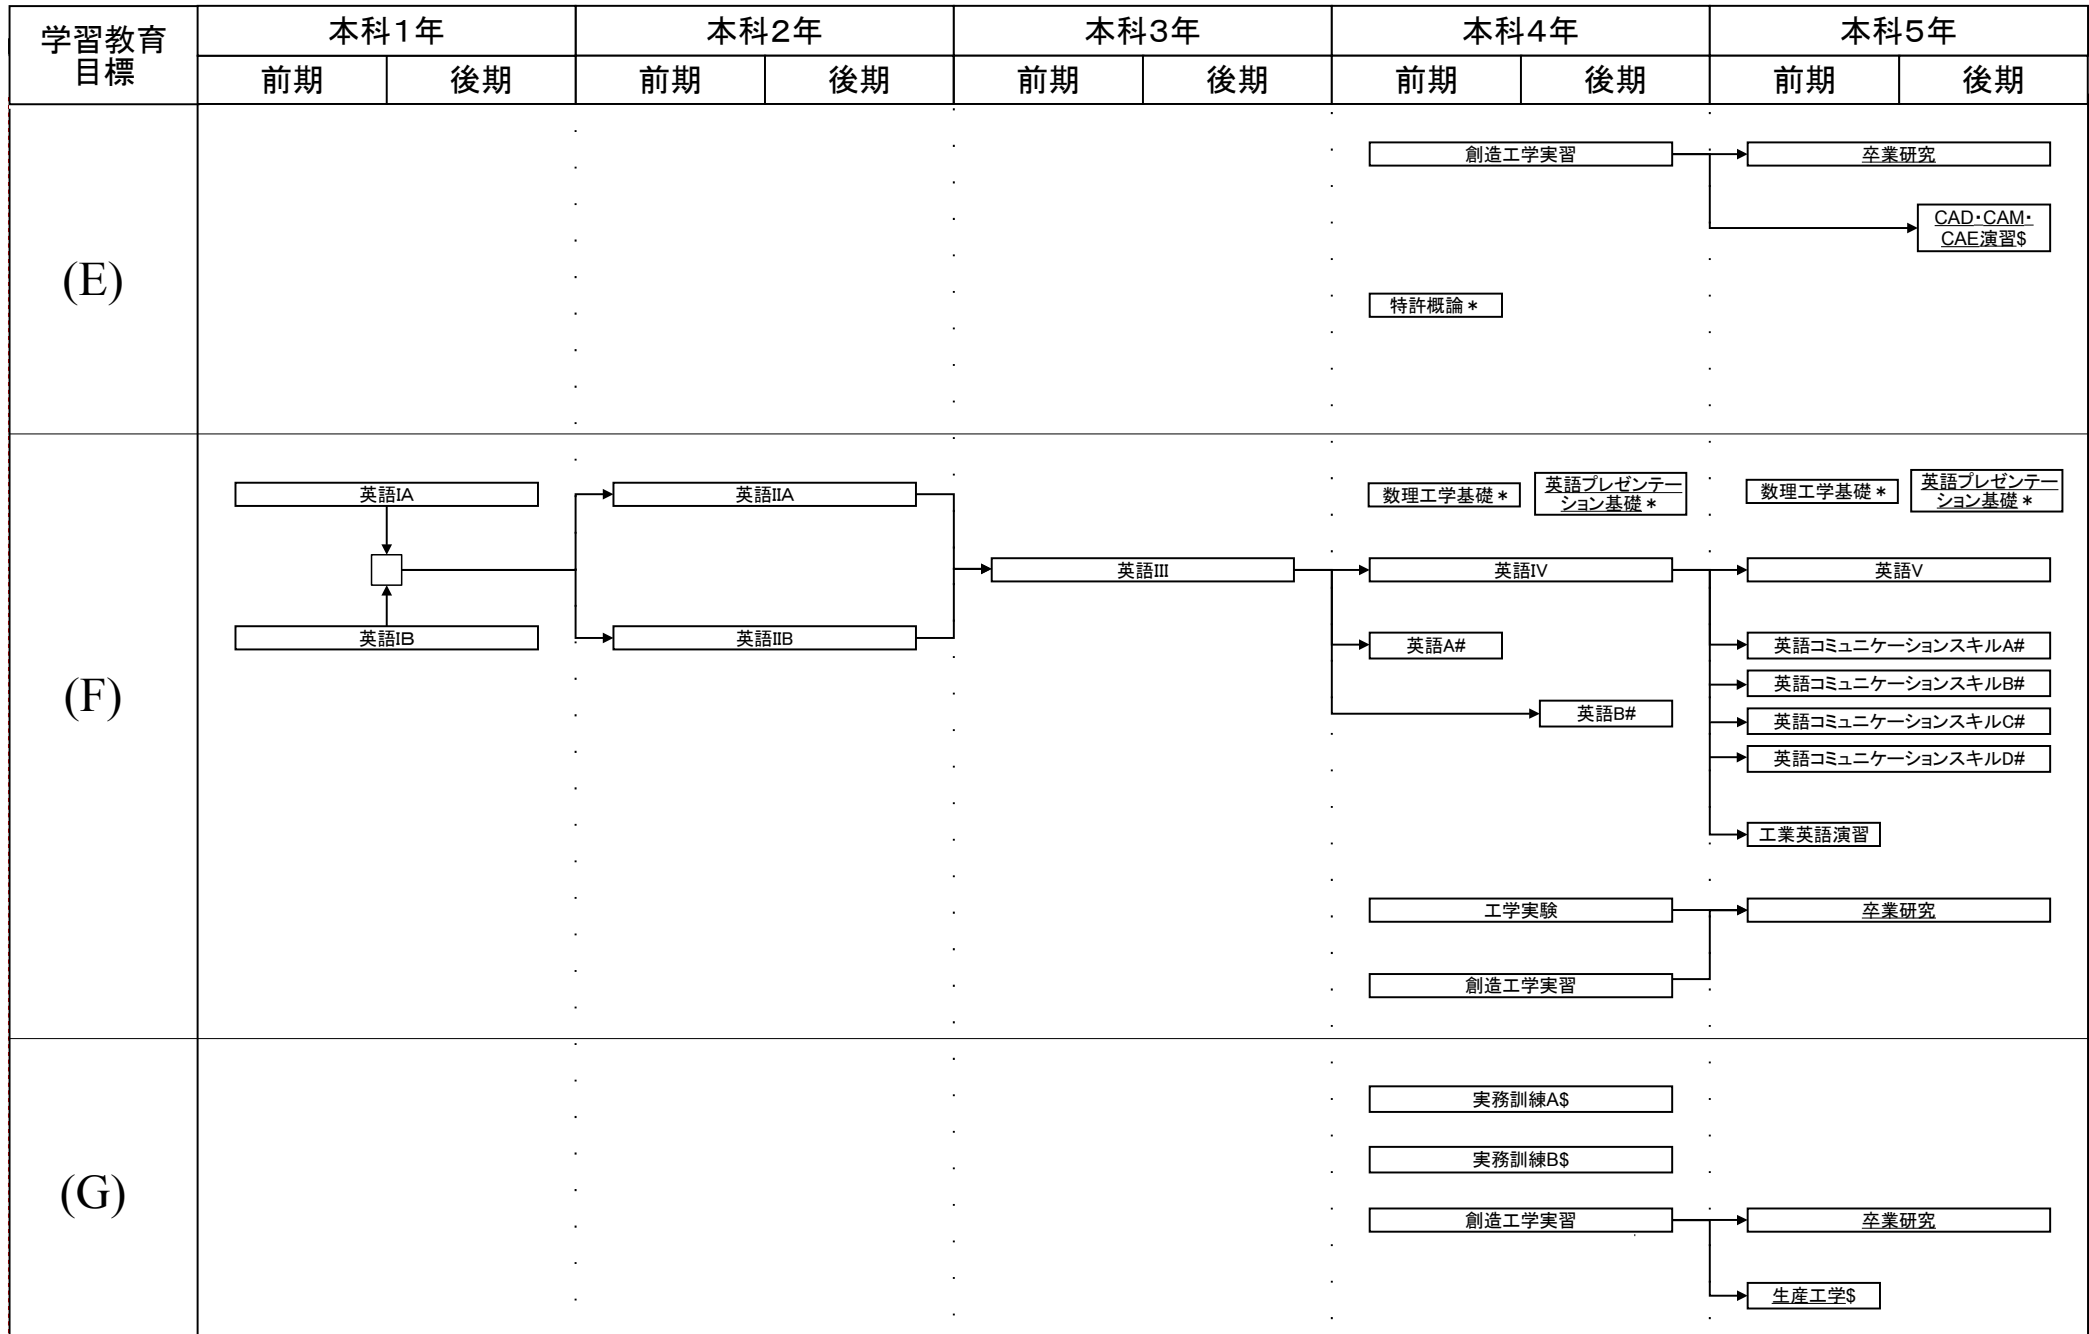 学習教育
目標
本科1年
本科2年
本科3年
本科4年
本科5年
前期
後期
前期
後期
前期
後期
前期
後期
前期
後期
(E)
創造工学実習
卒業研究
CAD・CAM・
CAE演習$
特許概論*
(F)
英語IA
英語IIA
数理工学基礎*
英語プレゼンテー
ション基礎*
数理工学基礎*
英語プレゼンテー
ション基礎*
英語III
英語IV
英語V
英語IB
英語IIB
英語A#
英語コミュニケーションスキルA#
英語コミュニケーションスキルB#
英語B#
英語コミュニケーションスキルC#
英語コミュニケーションスキルD#
工業英語演習
工学実験
卒業研究
創造工学実習
(G)
実務訓練A$
実務訓練B$
創造工学実習
卒業研究
生産工学$